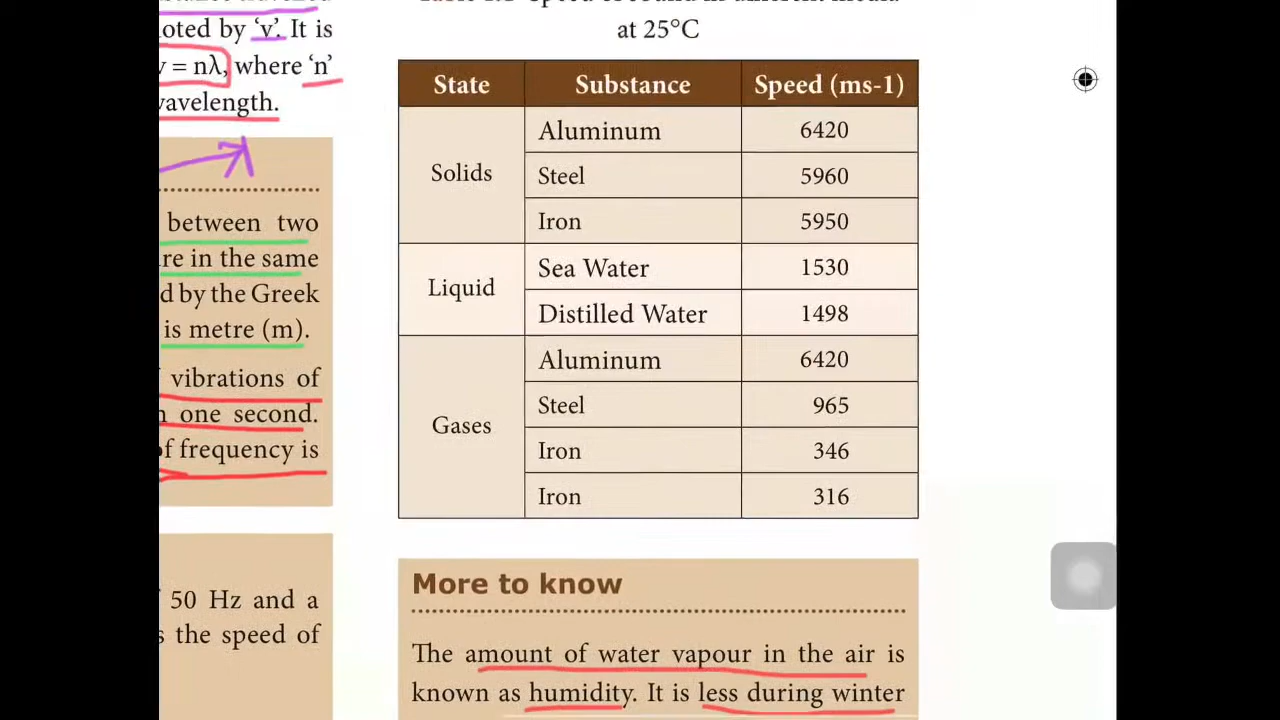 noted by ‘v’. It is
v = nλ, where ‘n’
wavelength.
between two
are in the same
d by the Greek
is metre (m).
vibrations of
one second.
of frequency is
50 Hz and a
s the speed of
at 25°C
State Substance Speed (ms-1)
Solids
Aluminum 6420
Steel 5960
Iron 5950
Liquid
Sea Water 1530
Distilled Water 1498
Gases
Aluminum 6420
Steel 965
Iron 346
Iron 316
More to know
The amount of water vapour in the air is
known as humidity. It is less during winter